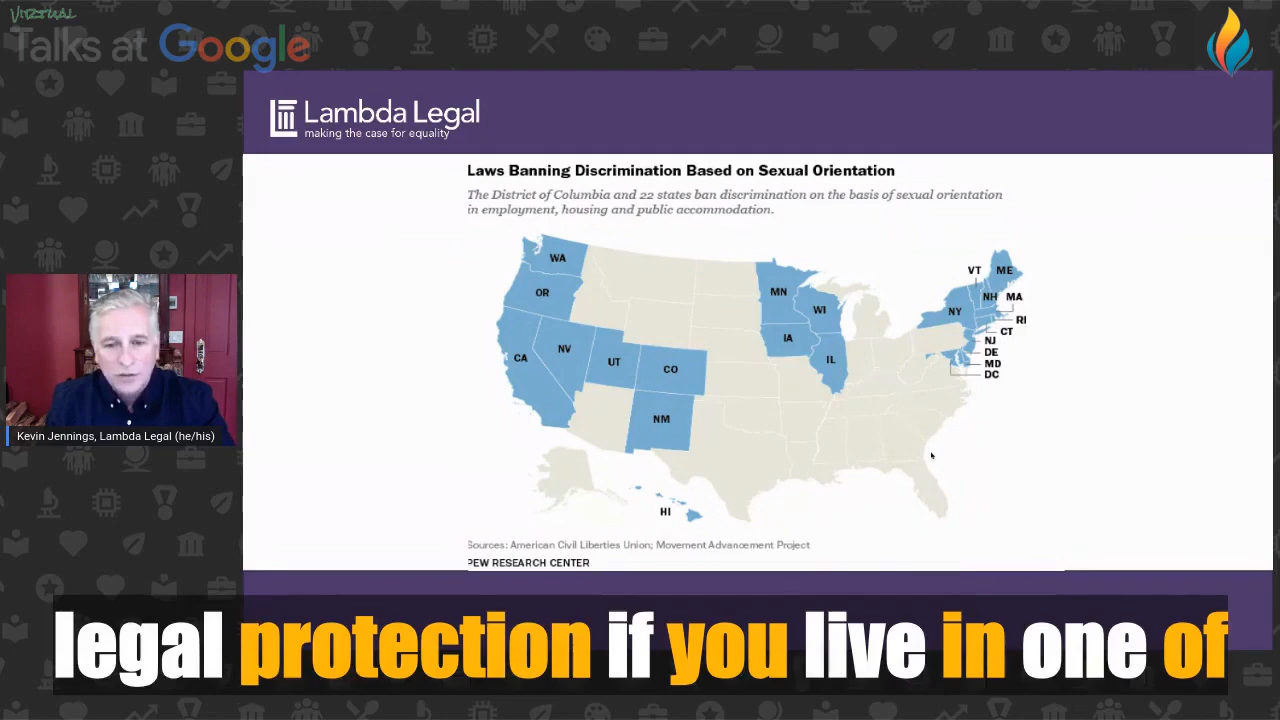 VIRTUAL
Talks at Google
Lambda Legal
making the case for equality
Laws Banning Discrimination Based on Sexual Orientation
The District of Columbia and 22 states ban discrimination on the basis of sexual orientation
in employment, housing and public accommodation.
WA
OR
CA
NV
UT
CO
NM
HI
MN
WI
IA
IL
VT
ME
NH
MA
NY
RI
CT
NJ
DE
MD
DC
Kevin Jennings, Lambda Legal (he/his)
Sources: American Civil Liberties Union; Movement Advancement Project
PEW RESEARCH CENTER
legal protection if you live in one of